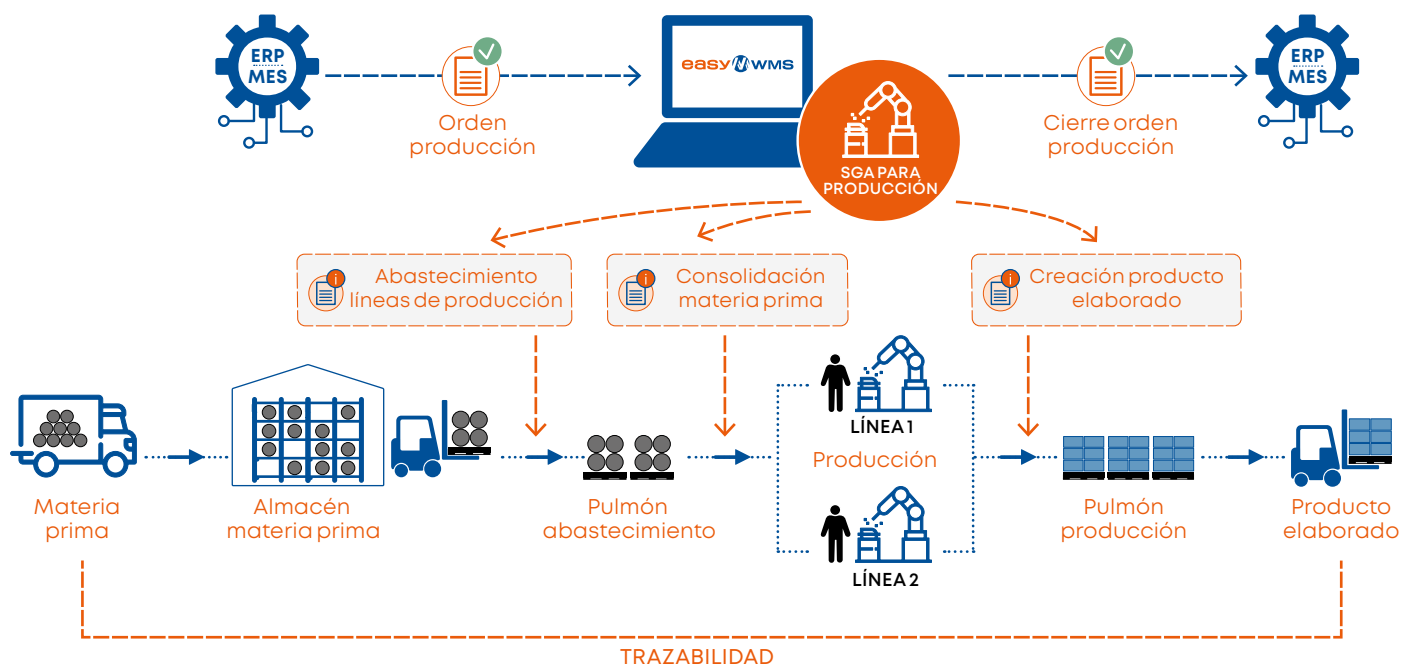 ERP
MES
Orden
producción
easy WMS
SGA PARA
PRODUCCIÓN
Cierre orden
producción
ERP
MES
Abastecimiento
líneas de producción
Consolidación
materia prima
Creación producto
elaborado
Materia
prima
Almacén
materia prima
Pulmón
abastecimiento
LÍNEA 1
Producción
LÍNEA 2
Pulmón
producción
Producto
elaborado
TRAZABILIDAD